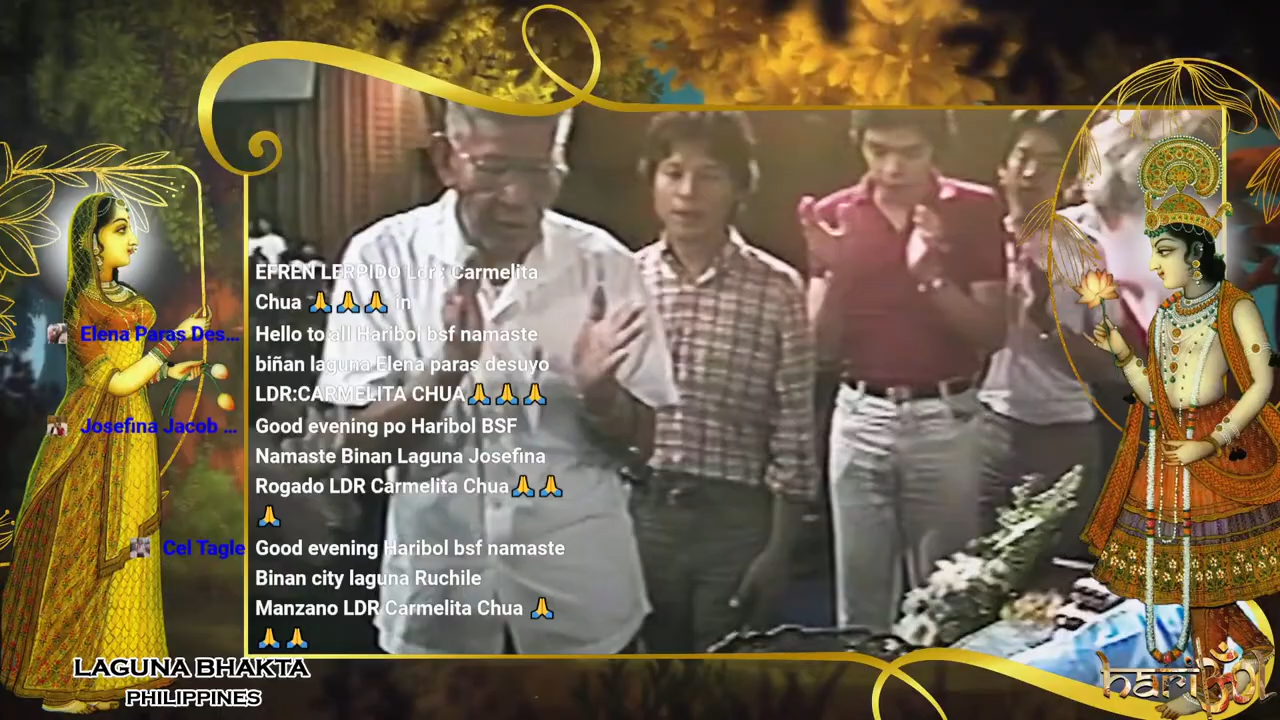 EFREN LERPIDO Ldr : Carmelita
Chua 🙏🙏🙏 in
Elena Paras Des... Hello to all Haribol bsf namaste
biñan laguna Elena paras desuyo
LDR:CARMELITA CHUA🙏🙏🙏
Josefina Jacob ... Good evening po Haribol BSF
Namaste Binan Laguna Josefina
Rogado LDR Carmelita Chua🙏🙏
🙏
Cel Tagle Good evening Haribol bsf namaste
Binan city laguna Ruchile
Manzano LDR Carmelita Chua 🙏
🙏🙏
LAGUNA BHAKTA
PHILIPPINES
hariBol